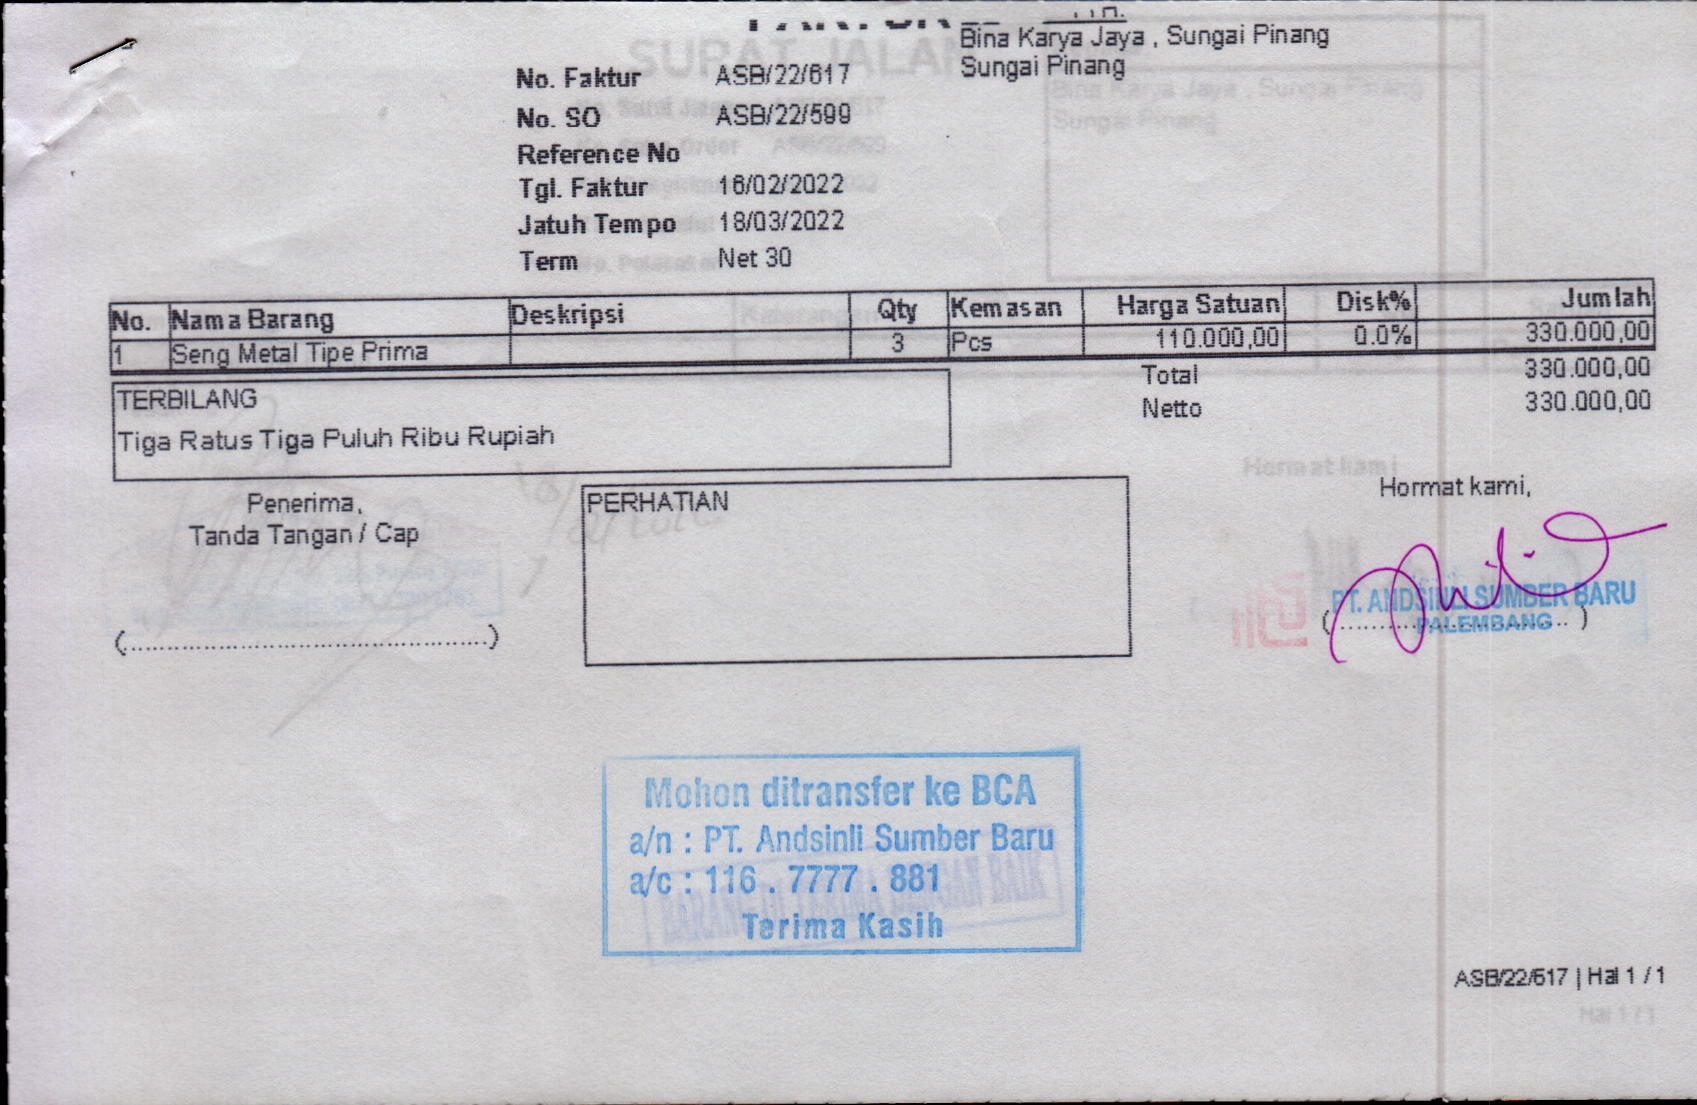 Bina Karya Jaya , Sungai Pinang
Sungai Pinang
No. Faktur ASB/22/617
No. SO ASB/22/599
Reference No
Tgl. Faktur 16/02/2022
Jatuh Tempo 18/03/2022
Term Net 30
No. Nama Barang Deskripsi Qty Kemasan Harga Satuan Disk% Jumlah
1 Seng Metal Tipe Prima 3 Pcs 110.000,00 0.0% 330.000,00
Total 330.000,00
Netto 330.000,00
TERBILANG
Tiga Ratus Tiga Puluh Ribu Rupiah
Penerima,
Tanda Tangan / Cap
PERHATIAN
Hormat kami,
PT. ANDSINLI SUMBER BARU
PALEMBANG
Mohon ditransfer ke BCA
a/n : PT. Andsinli Sumber Baru
a/c : 116 . 7777 . 881
Terima Kasih
BARANG DI TERIMA DENGAN BAIK
ASB/22/617 | Hal 1 / 1